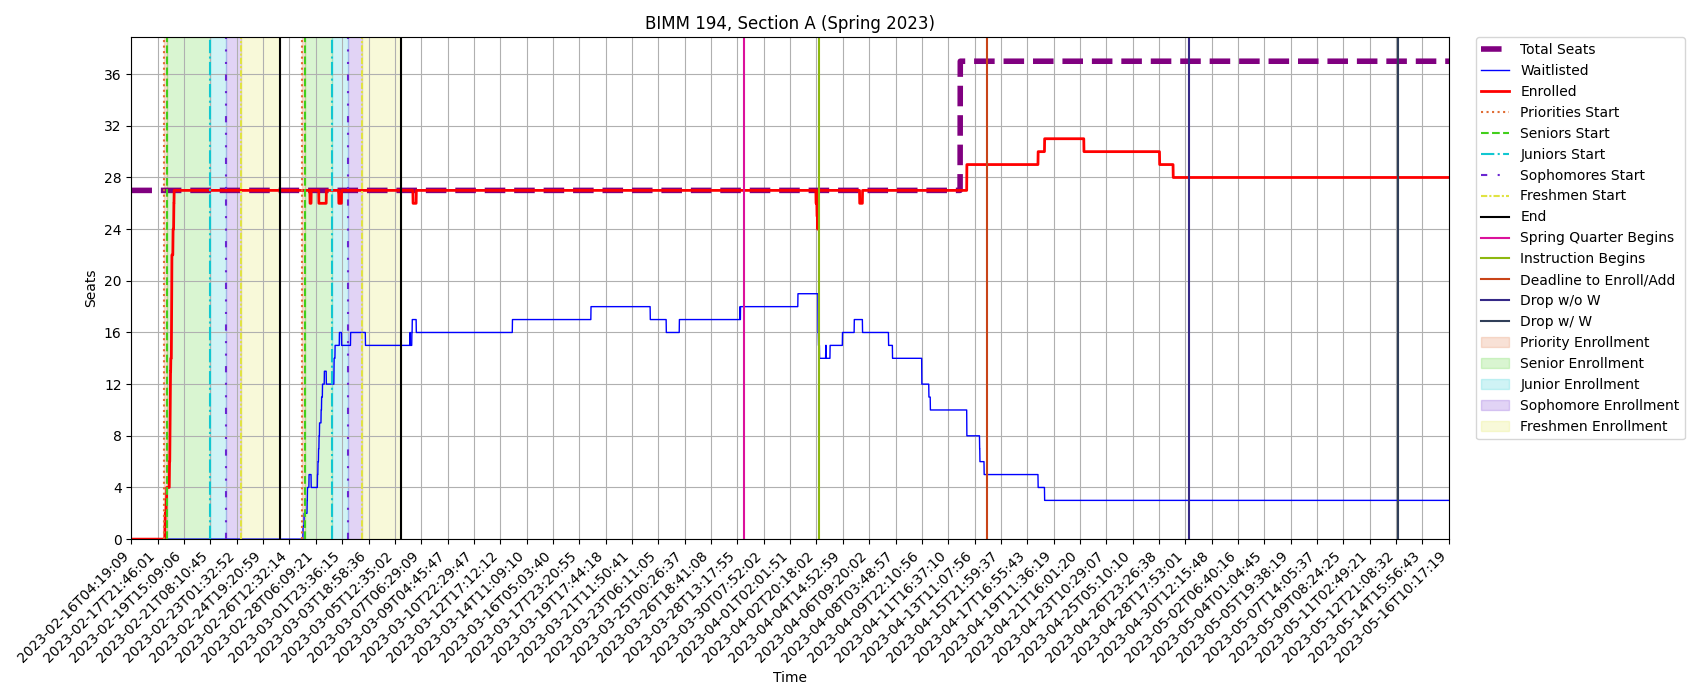 BIMM 194, Section A (Spring 2023)
Seats
36
32
28
24
20
16
12
8
4
0
2023-02-16T04:19:09
2023-02-17T21:46:01
2023-02-19T15:09:06
2023-02-21T08:10:45
2023-02-23T01:32:52
2023-02-24T19:20:59
2023-02-26T12:32:14
2023-02-28T06:09:21
2023-03-01T23:36:15
2023-03-03T18:58:36
2023-03-05T12:35:02
2023-03-07T06:29:09
2023-03-09T04:45:47
2023-03-10T22:29:47
2023-03-12T17:12:12
2023-03-14T11:09:10
2023-03-16T05:03:40
2023-03-17T23:20:55
2023-03-19T17:44:18
2023-03-21T11:50:41
2023-03-23T06:11:05
2023-03-25T00:26:37
2023-03-26T18:41:08
2023-03-28T13:17:55
2023-03-30T07:52:02
2023-04-01T02:01:51
2023-04-02T20:18:02
2023-04-04T14:52:59
2023-04-06T09:20:02
2023-04-08T03:48:57
2023-04-09T22:10:56
2023-04-11T16:37:10
2023-04-13T11:07:56
2023-04-15T21:59:37
2023-04-17T16:55:43
2023-04-19T11:36:19
2023-04-21T06:01:20
2023-04-23T10:29:07
2023-04-25T05:10:16
2023-04-26T23:26:38
2023-04-28T17:53:01
2023-04-30T12:15:48
2023-05-02T06:40:16
2023-05-04T01:04:45
2023-05-05T19:38:19
2023-05-07T14:05:37
2023-05-09T08:24:25
2023-05-11T02:49:21
2023-05-12T21:08:32
2023-05-14T15:56:43
2023-05-16T10:17:19
Time
Total Seats
Waitlisted
Enrolled
Priorities Start
Seniors Start
Juniors Start
Sophomores Start
Freshmen Start
End
Spring Quarter Begins
Instruction Begins
Deadline to Enroll/Add
Drop w/o W
Drop w/ W
Priority Enrollment
Senior Enrollment
Junior Enrollment
Sophomore Enrollment
Freshmen Enrollment